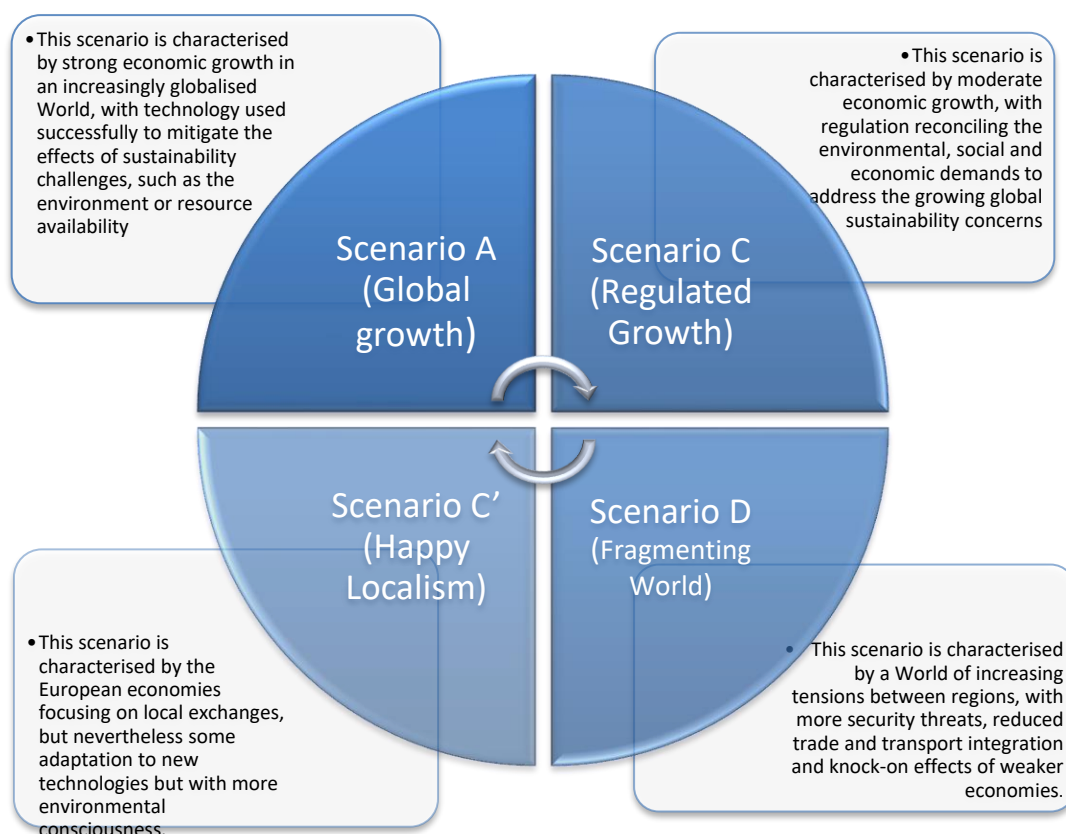 •This scenario is characterised
by strong economic growth in
an increasingly globalised
World, with technology used
successfully to mitigate the
effects of sustainability
challenges, such as the
environment or resource
availability
•This scenario is
characterised by moderate
economic growth, with
regulation reconciling the
environmental, social and
economic demands to
address the growing global
sustainability concerns
Scenario A
(Global
growth)
Scenario C
(Regulated
Growth)
Scenario C’
(Happy
Localism)
Scenario D
(Fragmenting
World)
•This scenario is
characterised by the
European economies
focusing on local exchanges,
but nevertheless some
adaptation to new
technologies but with more
environmental
consciousness.
• This scenario is characterised
by a World of increasing
tensions between regions, with
more security threats, reduced
trade and transport integration
and knock-on effects of weaker
economies.